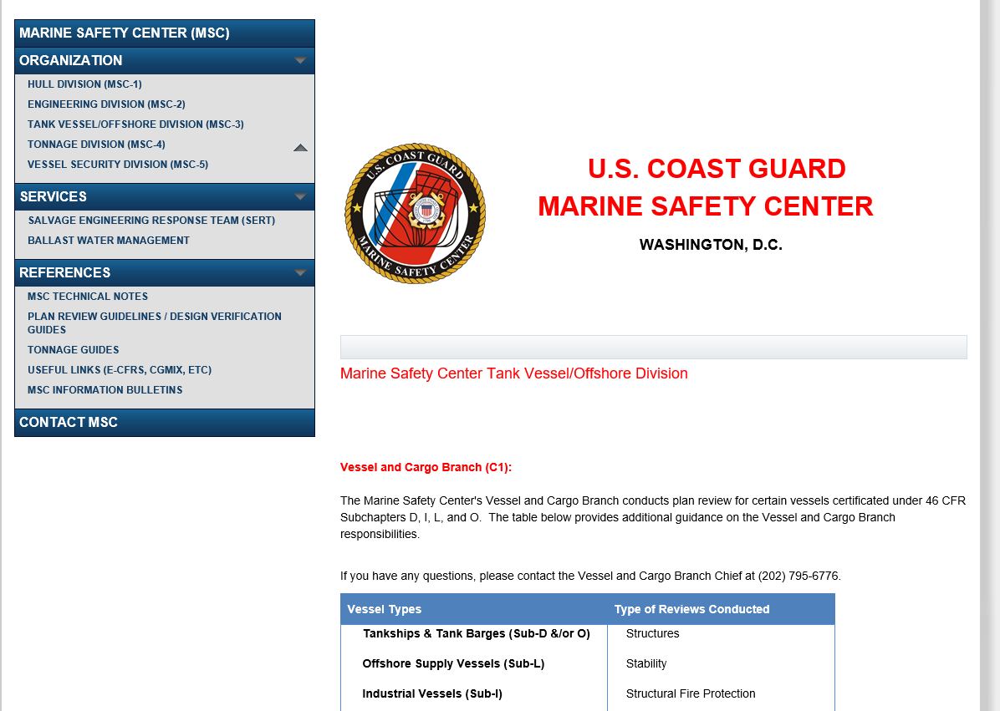 MARINE SAFETY CENTER (MSC)
ORGANIZATION
HULL DIVISION (MSC-1)
ENGINEERING DIVISION (MSC-2)
TANK VESSEL/OFFSHORE DIVISION (MSC-3)
TONNAGE DIVISION (MSC-4)
VESSEL SECURITY DIVISION (MSC-5)
SERVICES
SALVAGE ENGINEERING RESPONSE TEAM (SERT)
BALLAST WATER MANAGEMENT
REFERENCES
MSC TECHNICAL NOTES
PLAN REVIEW GUIDELINES / DESIGN VERIFICATION
GUIDES
TONNAGE GUIDES
USEFUL LINKS (E-CFRS, CGMIX, ETC)
MSC INFORMATION BULLETINS
CONTACT MSC
U.S. COAST GUARD
MARINE SAFETY CENTER
U.S. COAST GUARD
MARINE SAFETY CENTER
WASHINGTON, D.C.
Marine Safety Center Tank Vessel/Offshore Division
Vessel and Cargo Branch (C1):
The Marine Safety Center's Vessel and Cargo Branch conducts plan review for certain vessels certificated under 46 CFR
Subchapters D, I, L, and O.  The table below provides additional guidance on the Vessel and Cargo Branch
responsibilities.
If you have any questions, please contact the Vessel and Cargo Branch Chief at (202) 795-6776.
Vessel Types Type of Reviews Conducted
Tankships & Tank Barges (Sub-D &/or O) Structures
Offshore Supply Vessels (Sub-L) Stability
Industrial Vessels (Sub-I) Structural Fire Protection